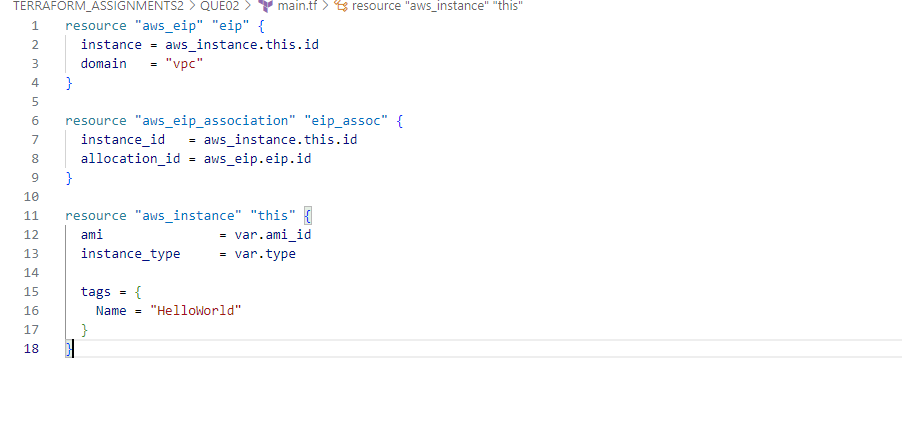 TERRAFORM_ASSIGNMENTS2 > QUE02 > main.tf > resource "aws_instance" "this"
1 resource "aws_eip" "eip" {
2 instance = aws_instance.this.id
3 domain   = "vpc"
4 }
5
6 resource "aws_eip_association" "eip_assoc" {
7 instance_id   = aws_instance.this.id
8 allocation_id = aws_eip.eip.id
9 }
10
11 resource "aws_instance" "this" {
12 ami               = var.ami_id
13 instance_type     = var.type
14
15 tags = {
16 Name = "HelloWorld"
17 }
18 }